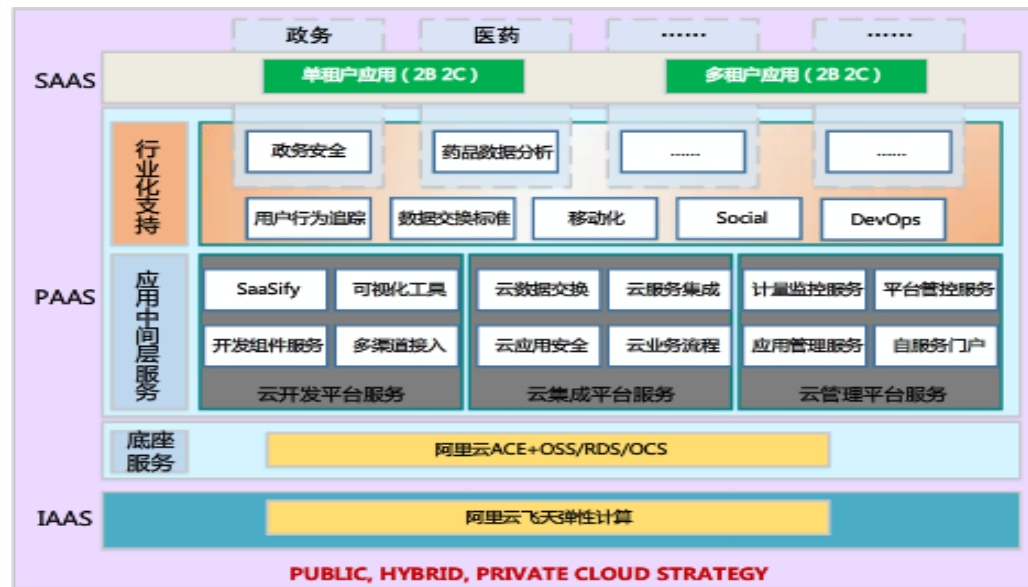 政务 医药 ...... ......
SAAS
单租户应用(2B 2C) 多租户应用(2B 2C)
行业化支持
政务安全 药品数据分析 ...... ......
用户行为追踪 数据交换标准 移动化 Social DevOps
PAAS
应用中间层服务
SaaSify 可视化工具 云数据交换 云服务集成 计量监控服务 平台管控服务
开发组件服务 多渠道接入 云应用安全 云业务流程 应用管理服务 自服务门户
云开发平台服务 云集成平台服务 云管理平台服务
底座
服务
阿里云ACE+OSS/RDS/OCS
IAAS
阿里云飞天弹性计算
PUBLIC, HYBRID, PRIVATE CLOUD STRATEGY